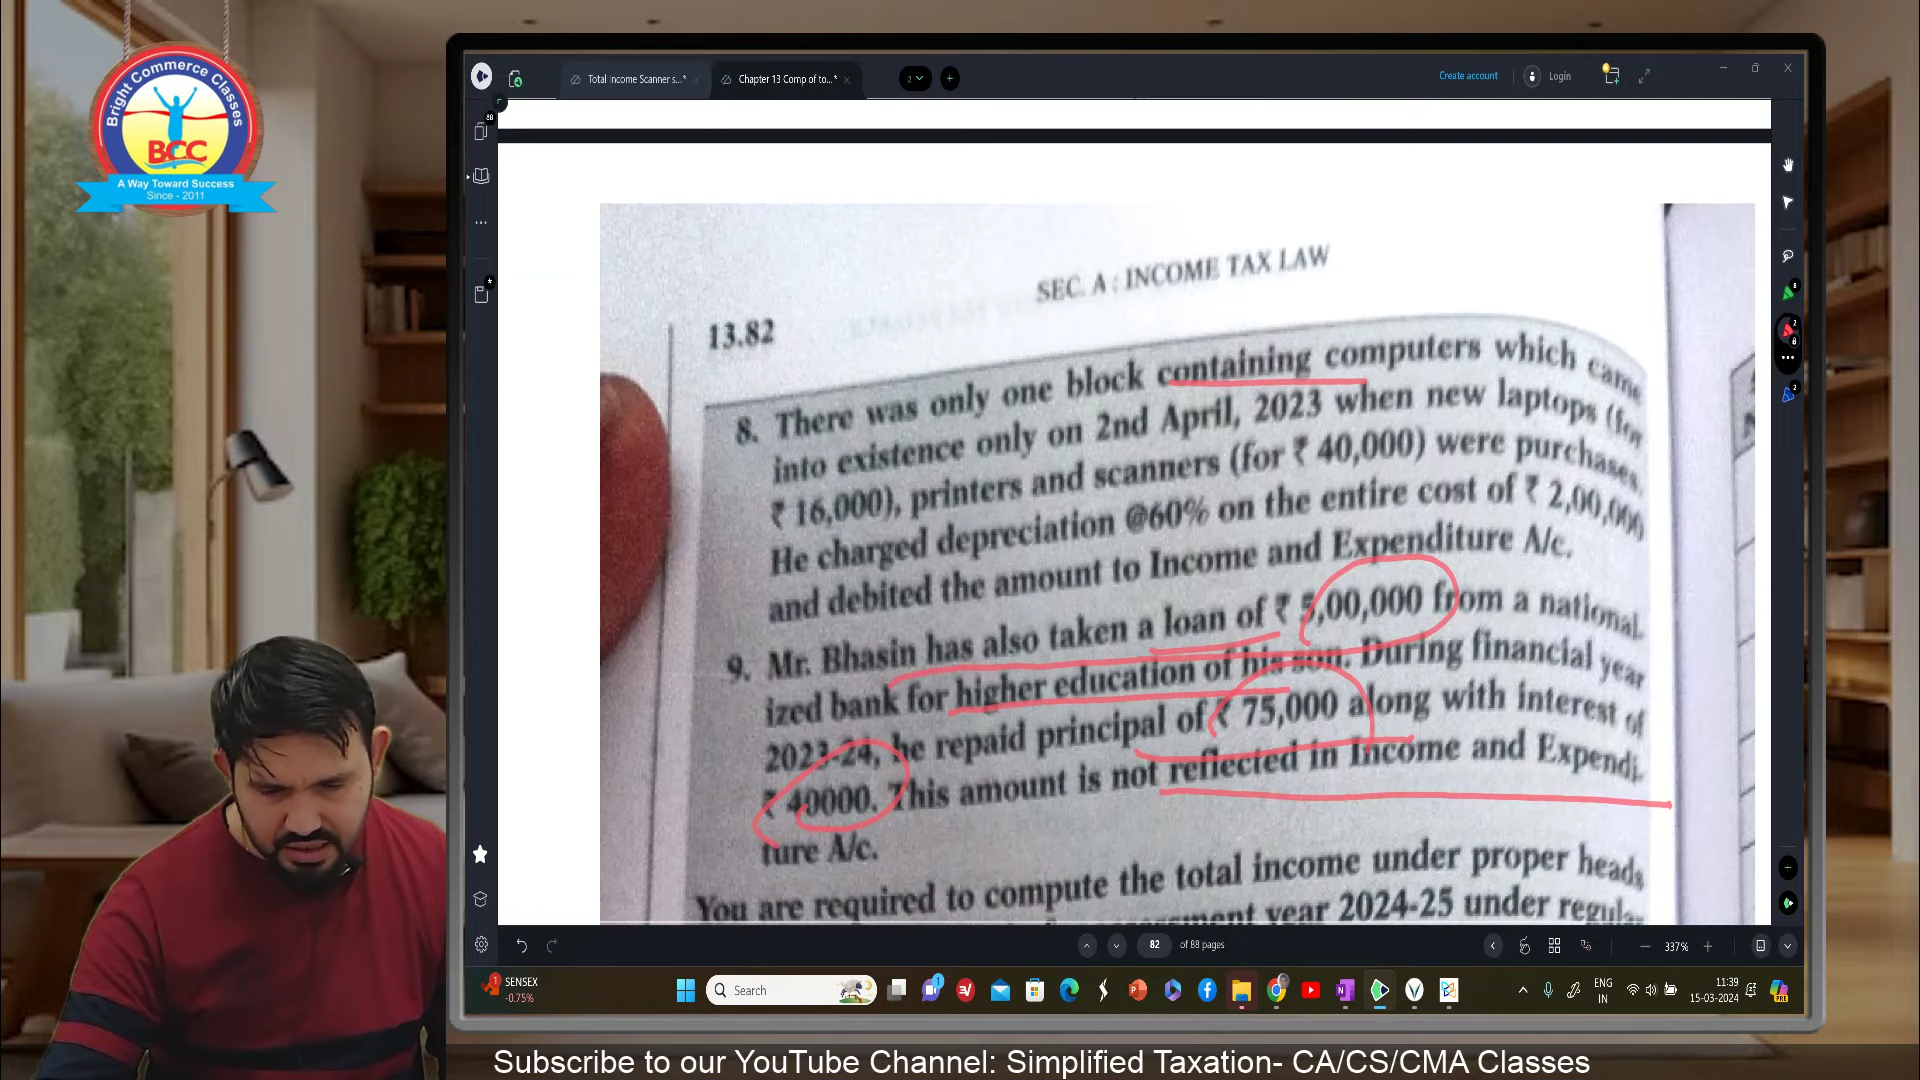 Bright Commerce Classes
BCC
A Way Toward Success
Since - 2011
Total Income Scanner s...*
Chapter 13 Comp of to...*
2
Create account
Login
88
SEC. A : INCOME TAX LAW
13.82
8. There was only one block containing computers which came
into existence only on 2nd April, 2023 when new laptops (for
₹ 16,000), printers and scanners (for ₹ 40,000) were purchases.
He charged depreciation @60% on the entire cost of ₹ 2,00,000
and debited the amount to Income and Expenditure A/c.
9. Mr. Bhasin has also taken a loan of ₹ 5,00,000 from a national-
ized bank for higher education of his son. During financial year
2023-24, he repaid principal of ₹ 75,000 along with interest of
₹ 40000. This amount is not reflected in Income and Expendi-
ture A/c.
You are required to compute the total income under proper heads
year 2024-25 under regular
82 of 88 pages
337%
SENSEX
-0.75%
Search
ENG
IN
11:39
15-03-2024
Subscribe to our YouTube Channel: Simplified Taxation- CA/CS/CMA Classes